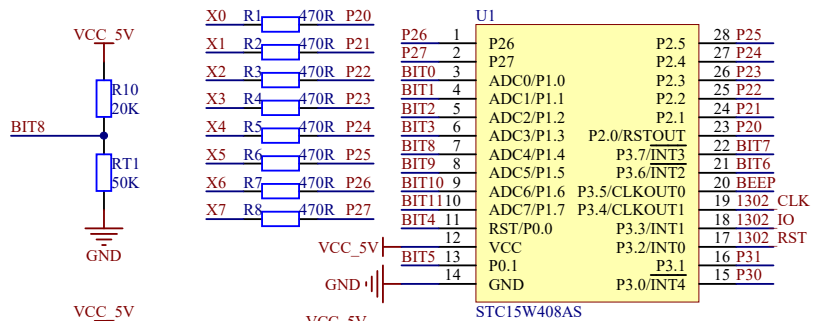 VCC_5V
R10
20K
BIT8
RT1
50K
GND
VCC_5V
X0 R1 470R P20
X1 R2 470R P21
X2 R3 470R P22
X3 R4 470R P23
X4 R5 470R P24
X5 R6 470R P25
X6 R7 470R P26
X7 R8 470R P27
VCC_5V
GND
VCC_5V
U1
P26 1 P26 P2.5 28 P25
P27 2 P27 P2.4 27 P24
BIT0 3 ADC0/P1.0 P2.3 26 P23
BIT1 4 ADC1/P1.1 P2.2 25 P22
BIT2 5 ADC2/P1.2 P2.1 24 P21
BIT3 6 ADC3/P1.3 P2.0/RSTOUT 23 P20
BIT8 7 ADC4/P1.4 P3.7/INT3 22 BIT7
BIT9 8 ADC5/P1.5 P3.6/INT2 21 BIT6
BIT10 9 ADC6/P1.6 P3.5/CLKOUT0 20 BEEP
BIT11 10 ADC7/P1.7 P3.4/CLKOUT1 19 1302_CLK
BIT4 11 RST/P0.0 P3.3/INT1 18 1302_IO
12 VCC P3.2/INT0 17 1302_RST
BIT5 13 P0.1 P3.1 16 P31
14 GND P3.0/INT4 15 P30
STC15W408AS